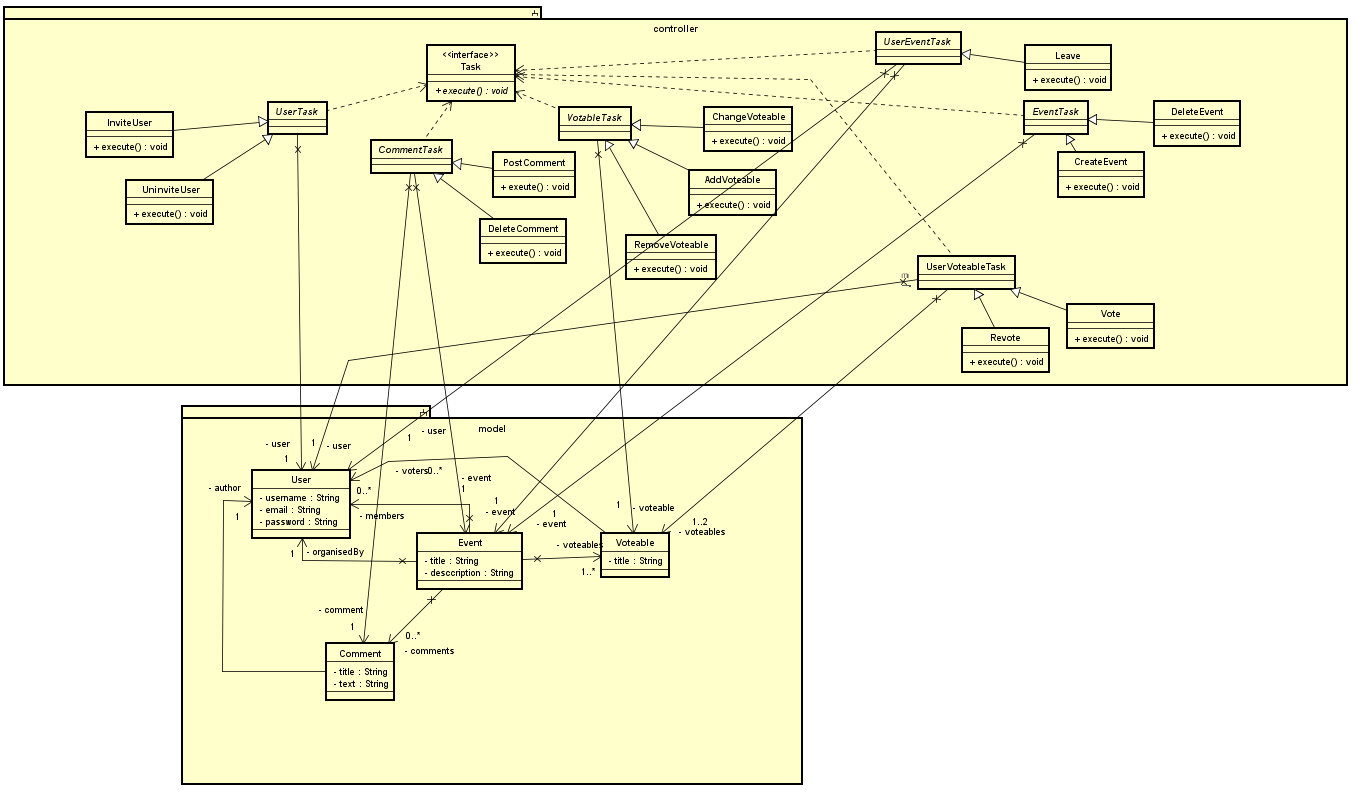 controller
<<interface>>
Task
+ execute() : void
UserEventTask
Leave
+ execute() : void
InviteUser
+ execute() : void
UserTask
VotableTask
ChangeVoteable
+ execute() : void
EventTask
DeleteEvent
+ execute() : void
CommentTask
PostComment
+ exeute() : void
CreateEvent
+ execute() : void
UninviteUser
+ execute() : void
AddVoteable
+ execute() : void
DeleteComment
+ execute() : void
RemoveVoteable
+ execute() : void
UserVoteableTask
Revote
+ execute() : void
Vote
+ execute() : void
model
- user
1
1
- user
1
- user
- voters
0..*
0..*
- members
- event
1
1
- event
1
- event
1
- voteable
1..2
- voteables
- author
1
User
- username : String
- email : String
- password : String
1
- organisedBy
Event
- title : String
- desccription : String
- voteables
1..*
Voteable
- title : String
- comment
1
0..*
- comments
Comment
- title : String
- text : String